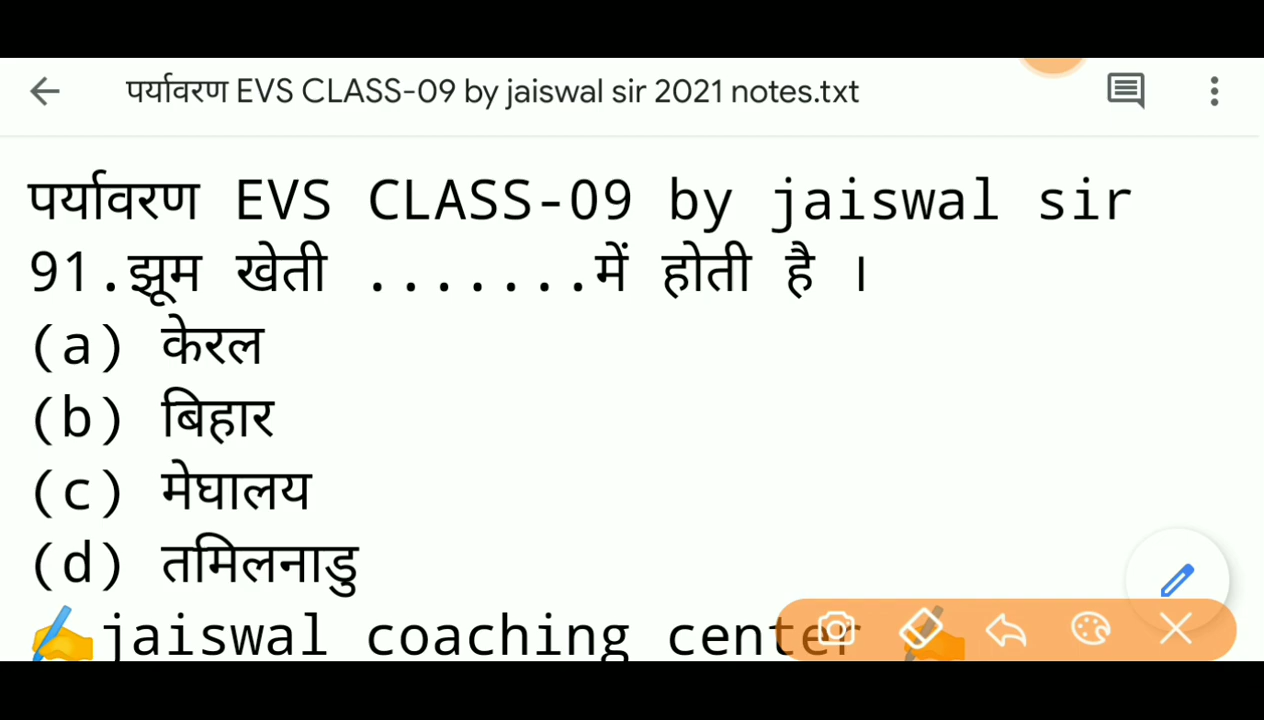 पर्यावरण EVS CLASS-09 by jaiswal sir 2021 notes.txt
पर्यावरण EVS CLASS-09 by jaiswal sir
91.झूम खेती .......में होती है ।
(a) केरल
(b) बिहार
(c) मेघालय
(d) तमिलनाडु
✍jaiswal coaching center ✍